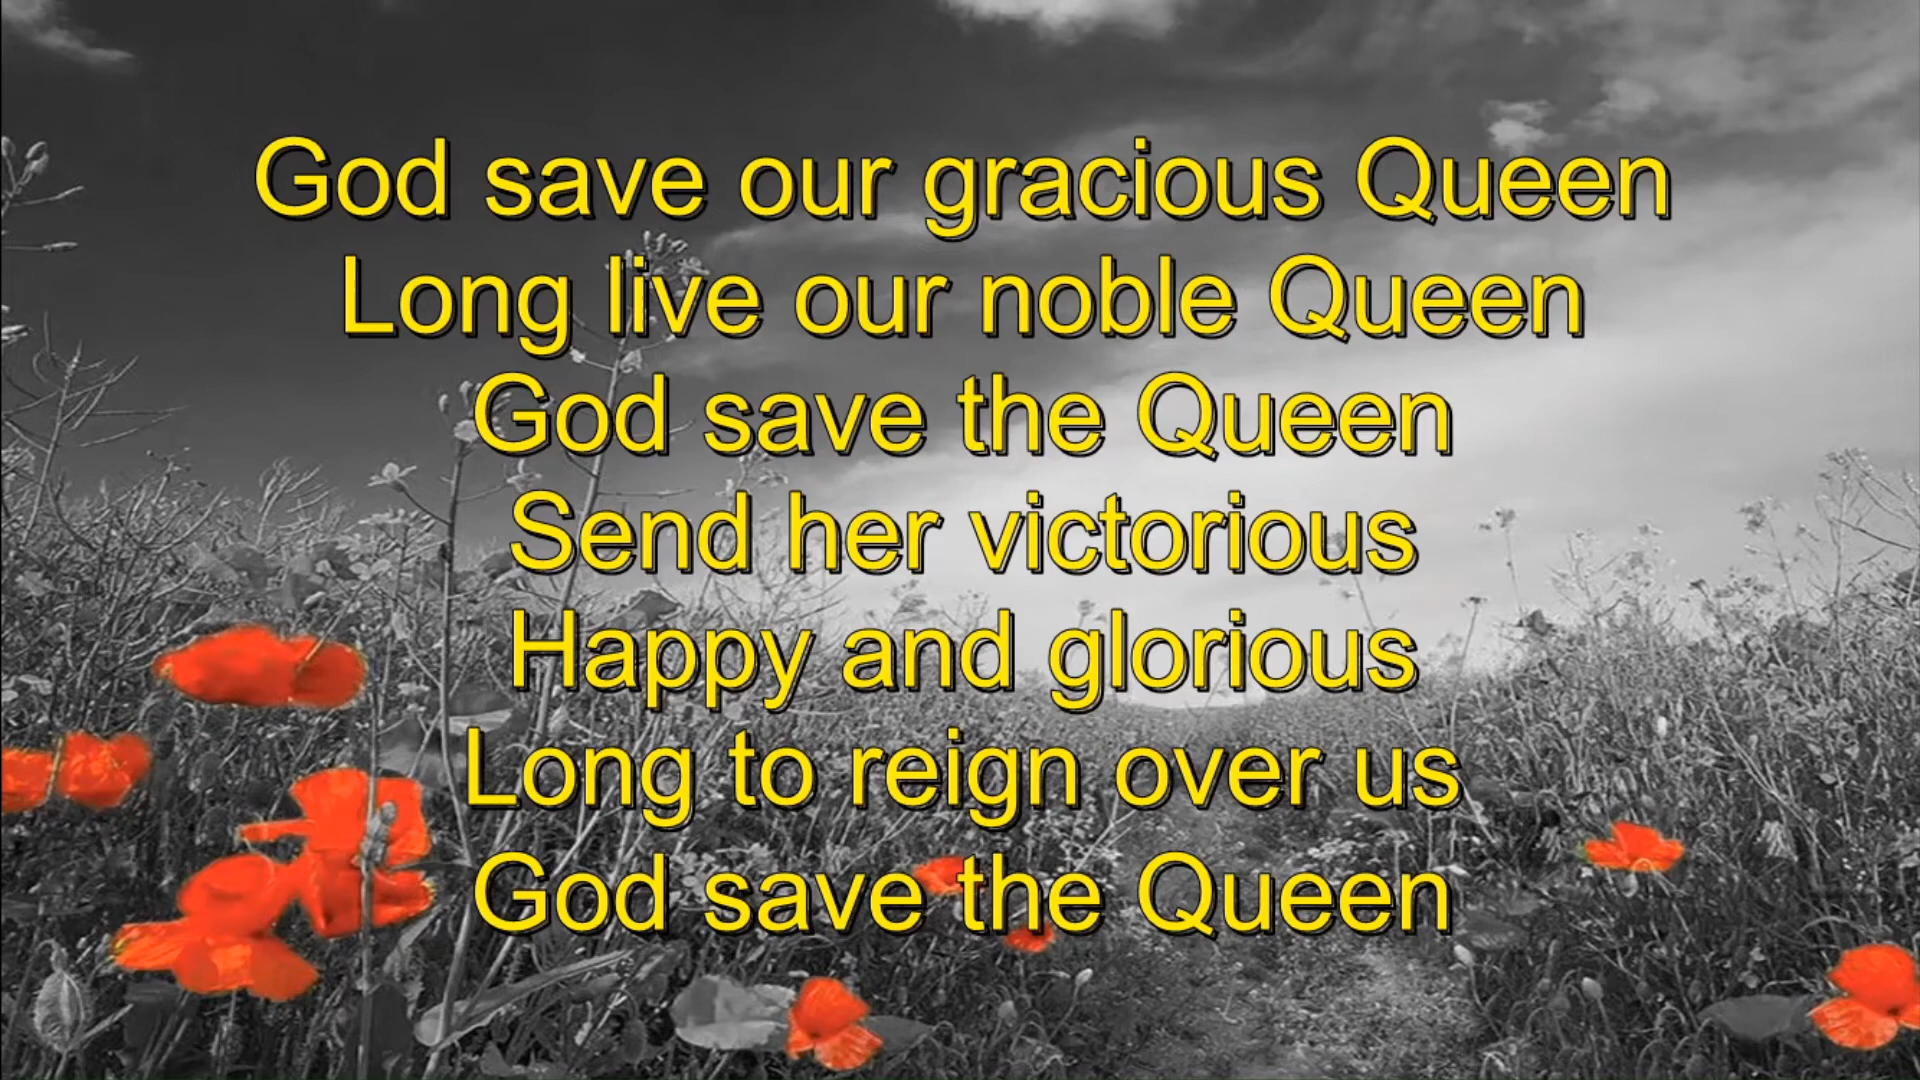 God save our gracious Queen
Long live our noble Queen
God save the Queen
Send her victorious
Happy and glorious
Long to reign over us
God save the Queen